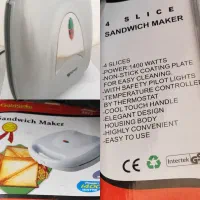 4 SLICE
SANDWICH MAKER
-4 SLICES
-POWER:1400 WATTS
-NON-STICK COATING PLATE
FOR EASY CLEANING
-WITH SAFETY PILOT LIGHTS
-TEMPERATURE CONTROLLED
BY THERMOSTAT
-COOL TOUCH HANDLE
-ELEGANT DESIGN
-HOUSING BODY
-HIGHLY CONVENIENT
-EASY TO USE
CE
Intertek
Sandwich Maker
1400